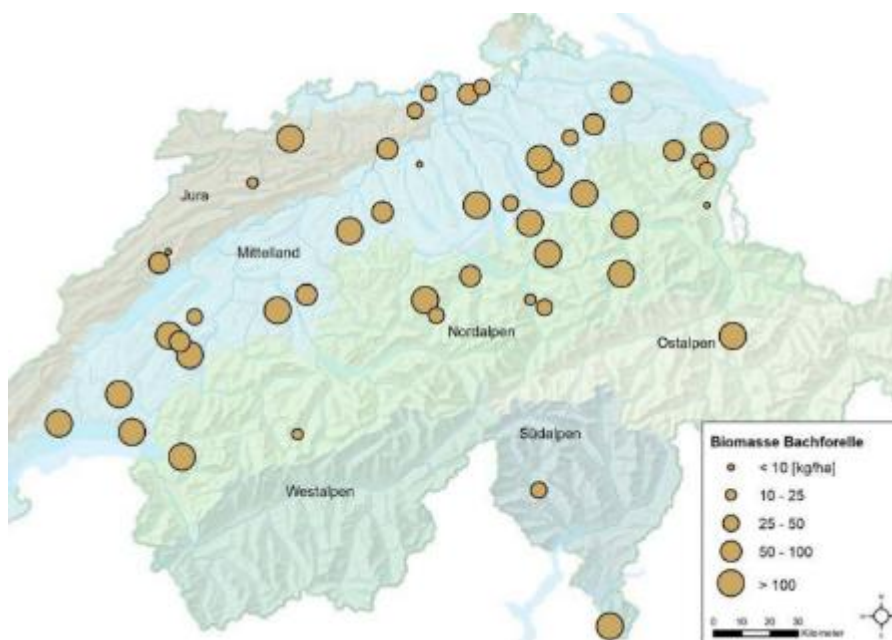 Jura
Mittelland
Nordalpen
Ostalpen
Südalpen
Westalpen
Biomasse Bachforelle
< 10 [kg/ha]
10 - 25
25 - 50
50 - 100
> 100
0 10 20 30
Kilometer